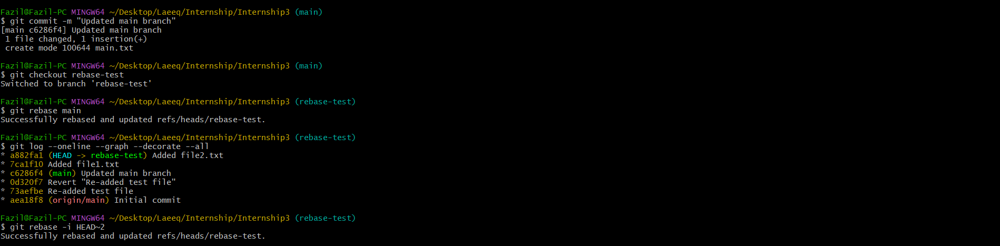 Fazil@Fazil-PC MINGW64 ~/Desktop/Laeeq/Internship/Internship3 (main)
$ git commit -m "Updated main branch"
[main c6286f4] Updated main branch
 1 file changed, 1 insertion(+)
 create mode 100644 main.txt
Fazil@Fazil-PC MINGW64 ~/Desktop/Laeeq/Internship/Internship3 (main)
$ git checkout rebase-test
Switched to branch 'rebase-test'
Fazil@Fazil-PC MINGW64 ~/Desktop/Laeeq/Internship/Internship3 (rebase-test)
$ git rebase main
Successfully rebased and updated refs/heads/rebase-test.
Fazil@Fazil-PC MINGW64 ~/Desktop/Laeeq/Internship/Internship3 (rebase-test)
$ git log --oneline --graph --decorate --all
* a882fa1 (HEAD -> rebase-test) Added file2.txt
* 7ca1f10 Added file1.txt
* c6286f4 (main) Updated main branch
* 0d320f7 Revert "Re-added test file"
* 73aefbe Re-added test file
* aea18f8 (origin/main) Initial commit
Fazil@Fazil-PC MINGW64 ~/Desktop/Laeeq/Internship/Internship3 (rebase-test)
$ git rebase -i HEAD~2
Successfully rebased and updated refs/heads/rebase-test.